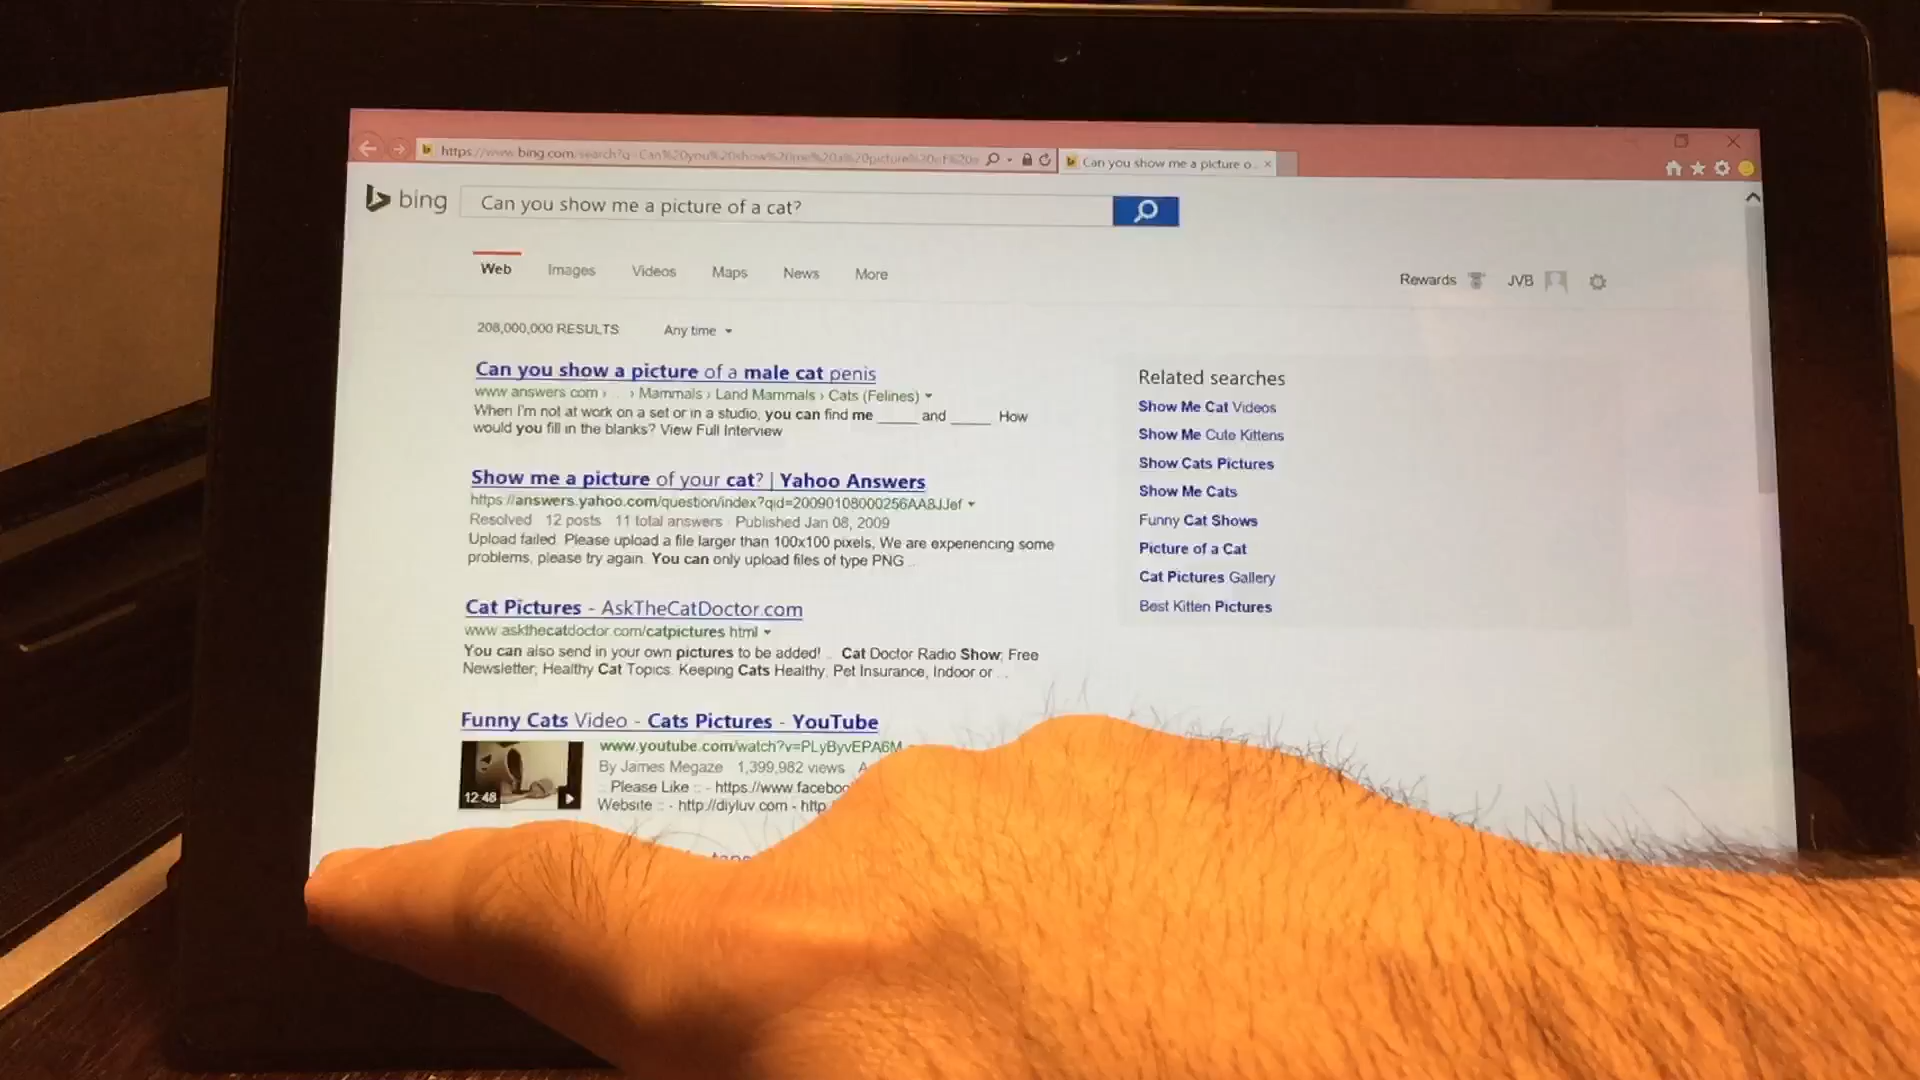 https://www.bing.com/search?q=Can%20you%20show%20me%20a%20picture%20of%20a
Can you show me a picture o...
bing
Can you show me a picture of a cat?
Web Images Videos Maps News More
Rewards JVB
208,000,000 RESULTS Any time
Can you show a picture of a male cat penis
www.answers.com › ... › Mammals › Land Mammals › Cats (Felines)
When I'm not at work on a set or in a studio, you can find me _____ and _____ How
would you fill in the blanks? View Full Interview
Show me a picture of your cat? | Yahoo Answers
https://answers.yahoo.com/question/index?qid=20090108000256AA8JJef
Resolved · 12 posts · 11 total answers · Published Jan 08, 2009
Upload failed. Please upload a file larger than 100x100 pixels, We are experiencing some
problems, please try again. You can only upload files of type PNG ...
Cat Pictures - AskTheCatDoctor.com
www.askthecatdoctor.com/catpictures.html
You can also send in your own pictures to be added! ... Cat Doctor Radio Show; Free
Newsletter; Healthy Cat Topics. Keeping Cats Healthy, Pet Insurance, Indoor or ...
Funny Cats Video - Cats Pictures - YouTube
www.youtube.com/watch?v=PLyByvEPA6M
By James Megaze · 1,399,982 views
:: Please Like :: - https://www.facebo
Website :: - http://diyluv.com - http
12:48
Related searches
Show Me Cat Videos
Show Me Cute Kittens
Show Cats Pictures
Show Me Cats
Funny Cat Shows
Picture of a Cat
Cat Pictures Gallery
Best Kitten Pictures